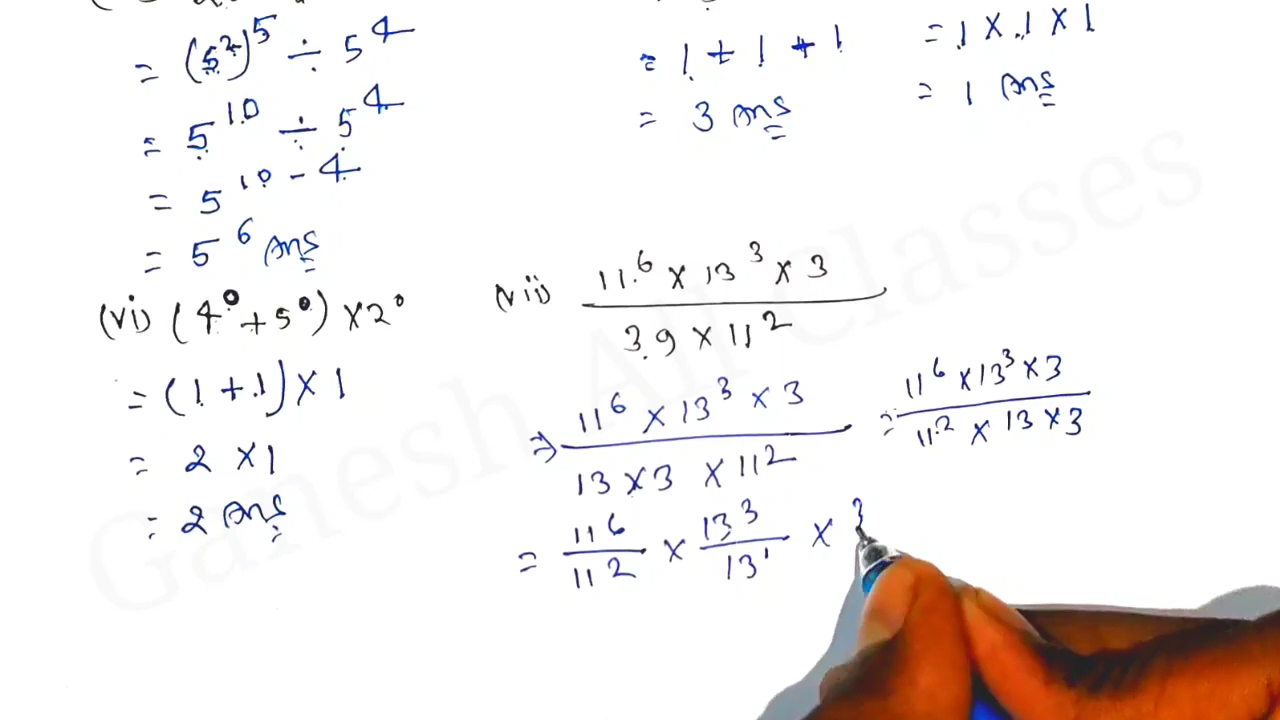 = (5²)⁵ ÷ 5⁴
= 5¹⁰ ÷ 5⁴
= 5¹⁰⁻⁴
= 5⁶ Ans
= 1 + 1 + 1
= 3 Ans
= 1 × 1 × 1
= 1 Ans
(vi) (4⁰ + 5⁰) × 2⁰
= (1 + 1) × 1
= 2 × 1
= 2 Ans
(vii) 11⁶ × 13³ × 3
39 × 11²
⇒ 11⁶ × 13³ × 3
13 × 3 × 11²
= 11⁶ × 13³ × 3
11² × 13 × 3
= 11⁶/11² × 13³/13¹ × 3
Ganesh All Classes